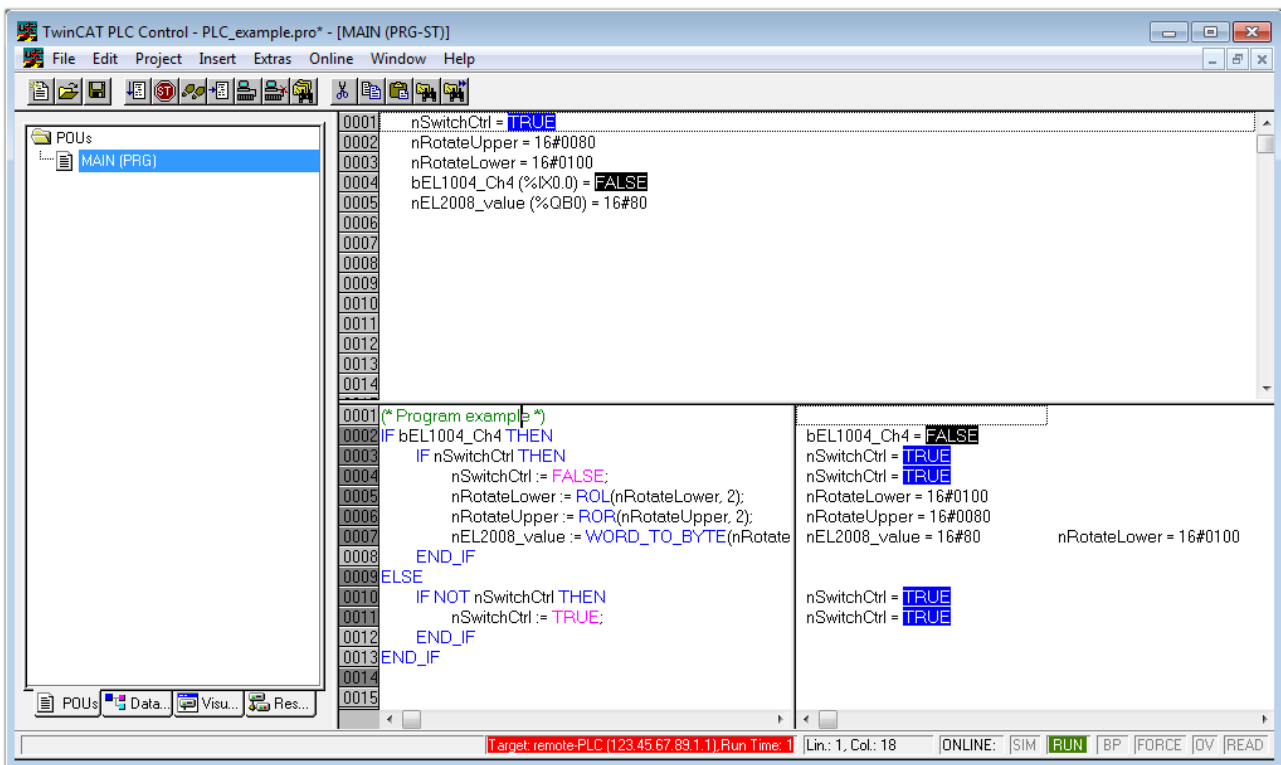 TwinCAT PLC Control - PLC_example.pro* - [MAIN (PRG-ST)]
File Edit Project Insert Extras Online Window Help
POUs
MAIN (PRG)
0001 nSwitchCtrl = TRUE
0002 nRotateUpper = 16#0080
0003 nRotateLower = 16#0100
0004 bEL1004_Ch4 (%IX0.0) = FALSE
0005 nEL2008_value (%QB0) = 16#80
0006
0007
0008
0009
0010
0011
0012
0013
0014
0001 (* Program example *)
0002 IF bEL1004_Ch4 THEN bEL1004_Ch4 = FALSE
0003 IF nSwitchCtrl THEN nSwitchCtrl = TRUE
0004 nSwitchCtrl := FALSE; nSwitchCtrl = TRUE
0005 nRotateLower := ROL(nRotateLower, 2); nRotateLower = 16#0100
0006 nRotateUpper := ROR(nRotateUpper, 2); nRotateUpper = 16#0080
0007 nEL2008_value := WORD_TO_BYTE(nRotate nEL2008_value = 16#80 nRotateLower = 16#0100
0008 END_IF
0009 ELSE
0010 IF NOT nSwitchCtrl THEN nSwitchCtrl = TRUE
0011 nSwitchCtrl := TRUE; nSwitchCtrl = TRUE
0012 END_IF
0013 END_IF
0014
0015
POUs Data... Visu... Res...
Target: remote-PLC (123.45.67.89.1.1), Run Time: 1 Lin.: 1, Col.: 18 ONLINE: SIM RUN BP FORCE OV READ